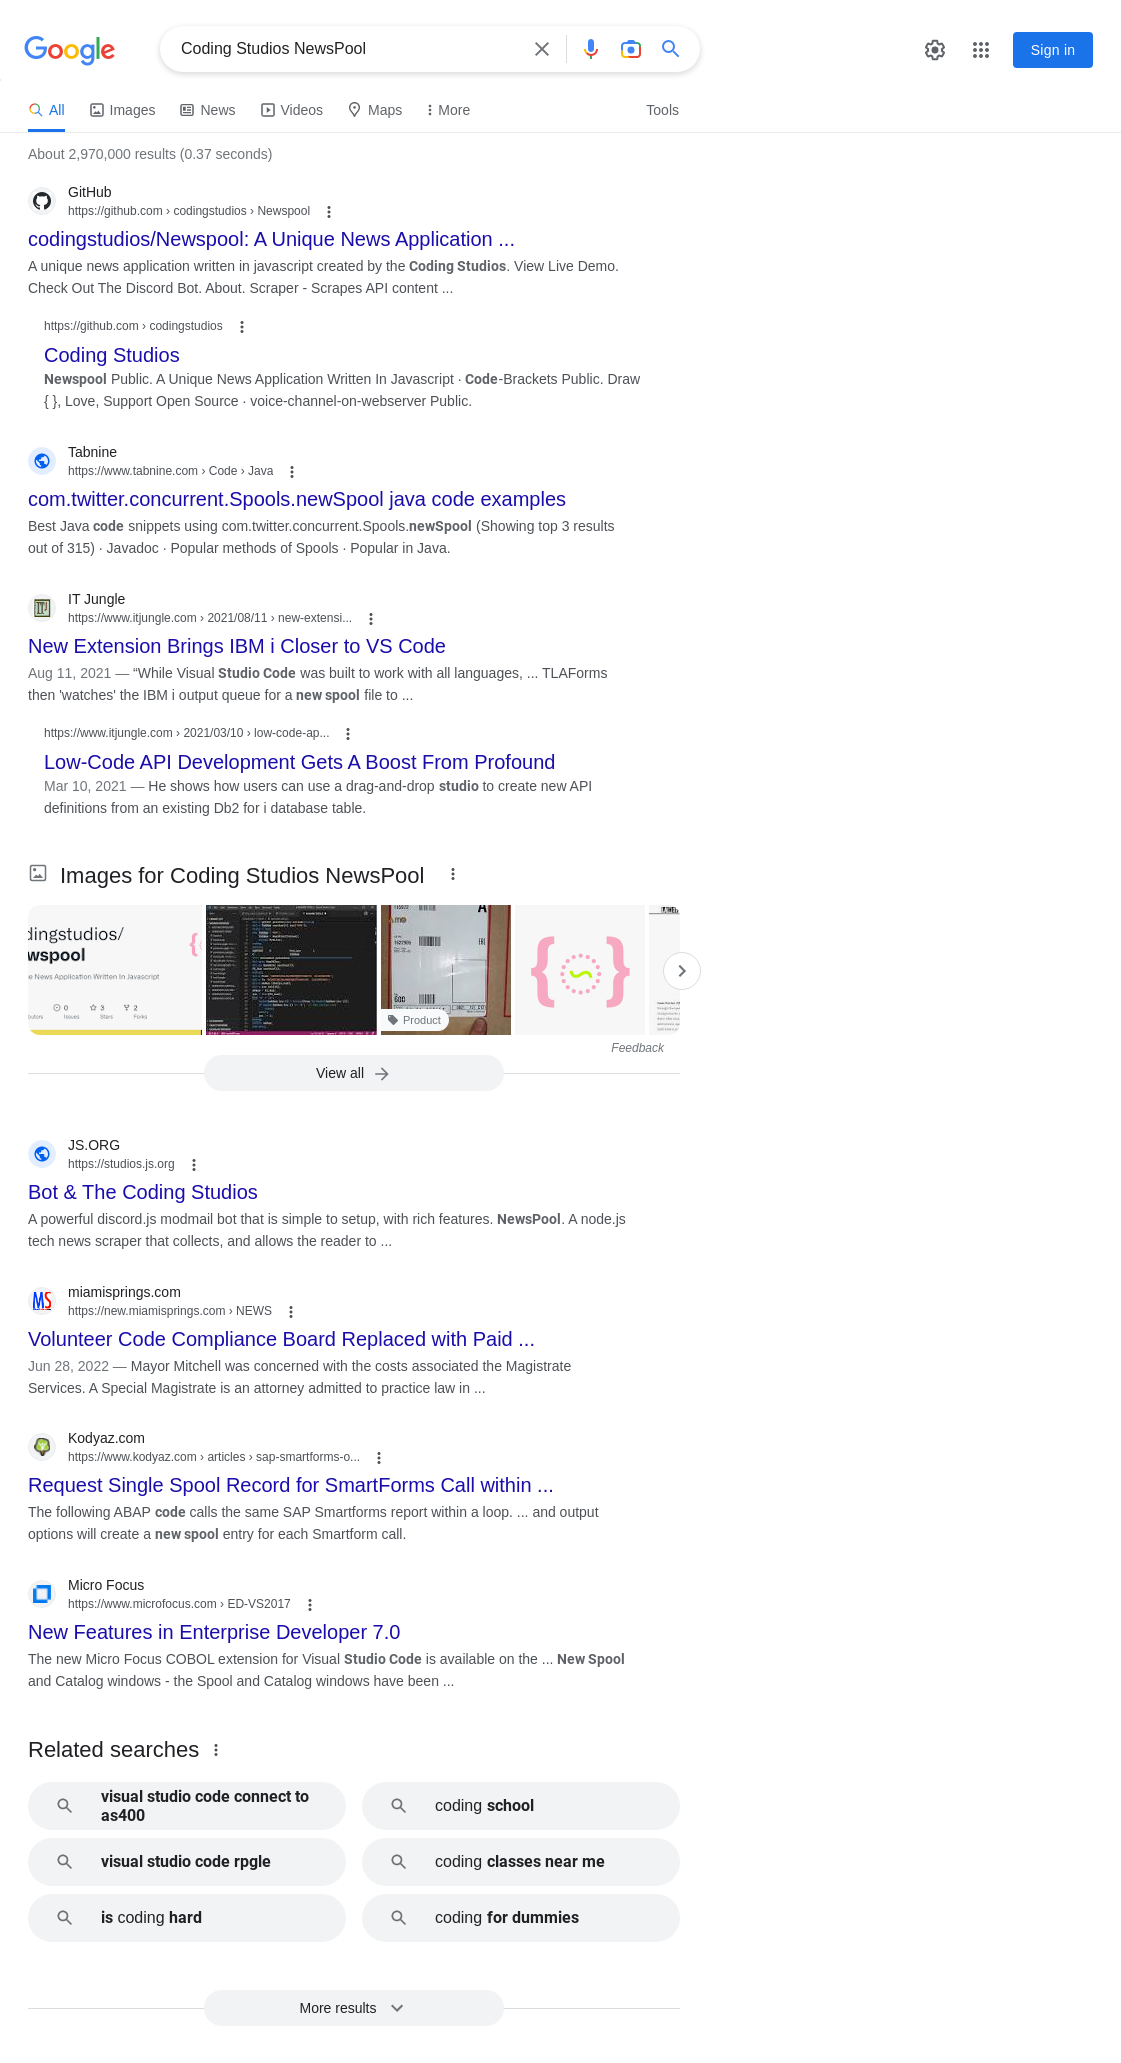 Google
Coding Studios NewsPool
Sign in
All
Images
News
Videos
Maps
More
Tools
About 2,970,000 results (0.37 seconds)
GitHub
https://github.com › codingstudios › Newspool
codingstudios/Newspool: A Unique News Application ...
A unique news application written in javascript created by the Coding Studios. View Live Demo.
Check Out The Discord Bot. About. Scraper - Scrapes API content ...
https://github.com › codingstudios
Coding Studios
Newspool Public. A Unique News Application Written In Javascript · Code-Brackets Public. Draw
{ }, Love, Support Open Source · voice-channel-on-webserver Public.
Tabnine
https://www.tabnine.com › Code › Java
com.twitter.concurrent.Spools.newSpool java code examples
Best Java code snippets using com.twitter.concurrent.Spools.newSpool (Showing top 3 results
out of 315) · Javadoc · Popular methods of Spools · Popular in Java.
IT Jungle
https://www.itjungle.com › 2021/08/11 › new-extensi...
New Extension Brings IBM i Closer to VS Code
Aug 11, 2021 — “While Visual Studio Code was built to work with all languages, ... TLAForms
then 'watches' the IBM i output queue for a new spool file to ...
https://www.itjungle.com › 2021/03/10 › low-code-ap...
Low-Code API Development Gets A Boost From Profound
Mar 10, 2021 — He shows how users can use a drag-and-drop studio to create new API
definitions from an existing Db2 for i database table.
Images for Coding Studios NewsPool
dingstudios/
wspool
e News Application Written In Javascript
0
3
2
Issues
Stars
Forks
Product
Feedback
View all
JS.ORG
https://studios.js.org
Bot & The Coding Studios
A powerful discord.js modmail bot that is simple to setup, with rich features. NewsPool. A node.js
tech news scraper that collects, and allows the reader to ...
MS
miamisprings.com
https://new.miamisprings.com › NEWS
Volunteer Code Compliance Board Replaced with Paid ...
Jun 28, 2022 — Mayor Mitchell was concerned with the costs associated the Magistrate
Services. A Special Magistrate is an attorney admitted to practice law in ...
Kodyaz.com
https://www.kodyaz.com › articles › sap-smartforms-o...
Request Single Spool Record for SmartForms Call within ...
The following ABAP code calls the same SAP Smartforms report within a loop. ... and output
options will create a new spool entry for each Smartform call.
Micro Focus
https://www.microfocus.com › ED-VS2017
New Features in Enterprise Developer 7.0
The new Micro Focus COBOL extension for Visual Studio Code is available on the ... New Spool
and Catalog windows - the Spool and Catalog windows have been ...
Related searches
visual studio code connect to
as400
coding school
visual studio code rpgle
coding classes near me
is coding hard
coding for dummies
More results